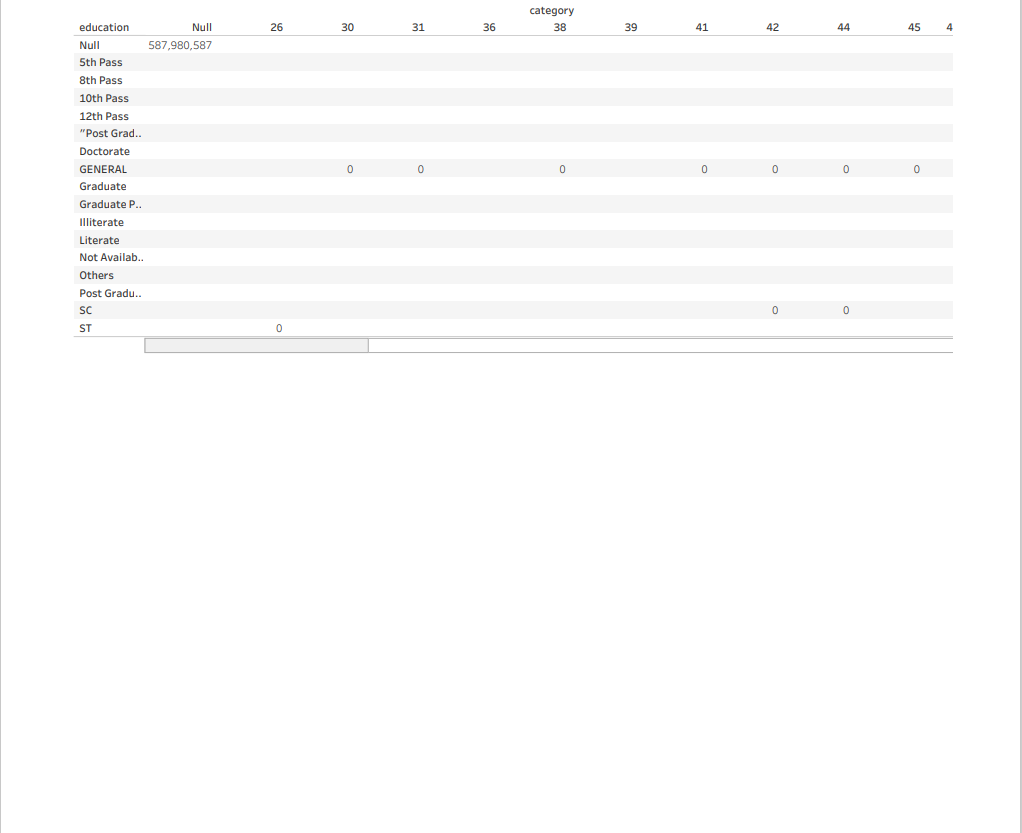 category
education Null 26 30 31 36 38 39 41 42 44 45 4
Null 587,980,587
5th Pass
8th Pass
10th Pass
12th Pass
"Post Grad..
Doctorate
GENERAL 0 0 0 0 0 0 0
Graduate
Graduate P..
Illiterate
Literate
Not Availab..
Others
Post Gradu..
SC 0 0
ST 0